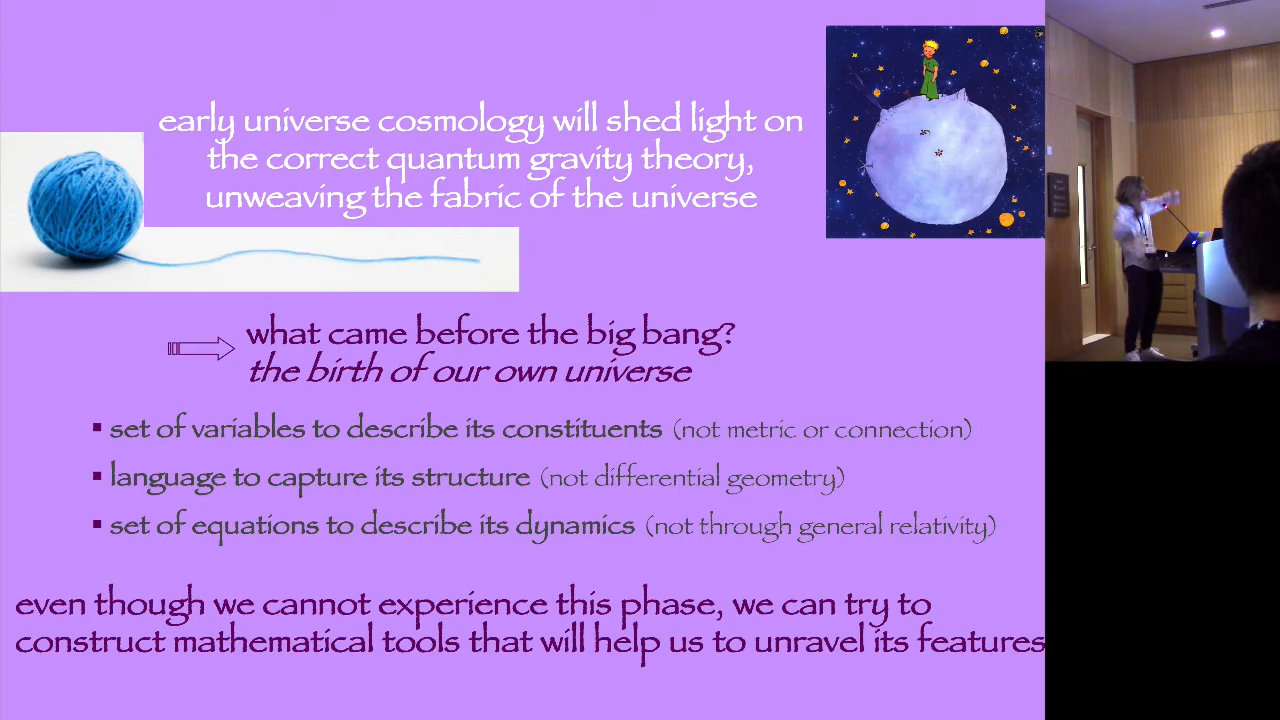 early universe cosmology will shed light on
the correct quantum gravity theory,
unweaving the fabric of the universe
what came before the big bang?
the birth of our own universe
▪ set of variables to describe its constituents (not metric or connection)
▪ language to capture its structure (not differential geometry)
▪ set of equations to describe its dynamics (not through general relativity)
even though we cannot experience this phase, we can try to
construct mathematical tools that will help us to unravel its features